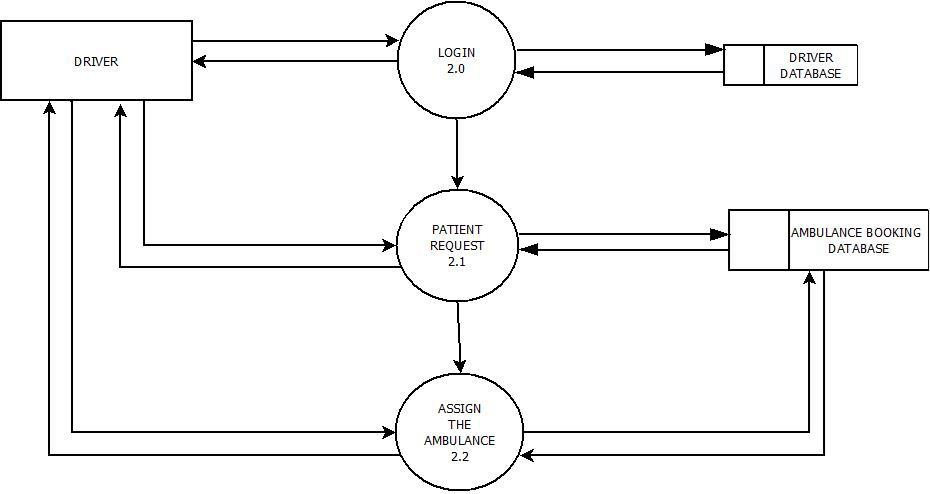 DRIVER
LOGIN
2.0
DRIVER
DATABASE
PATIENT
REQUEST
2.1
AMBULANCE BOOKING
DATABASE
ASSIGN
THE
AMBULANCE
2.2